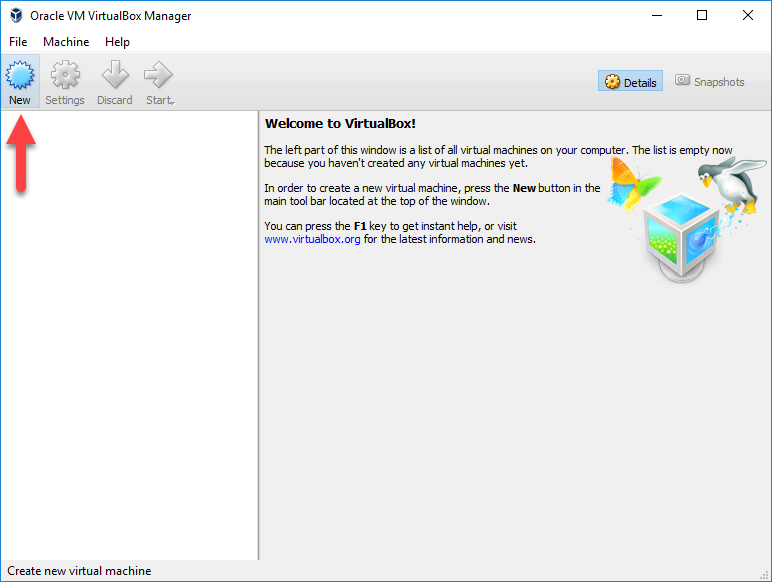 Oracle VM VirtualBox Manager
File Machine Help
New Settings Discard Start
Details Snapshots
Welcome to VirtualBox!
The left part of this window is a list of all virtual machines on your computer. The list is empty now
because you haven't created any virtual machines yet.
In order to create a new virtual machine, press the New button in the
main tool bar located at the top of the window.
You can press the F1 key to get instant help, or visit
www.virtualbox.org for the latest information and news.
Create new virtual machine